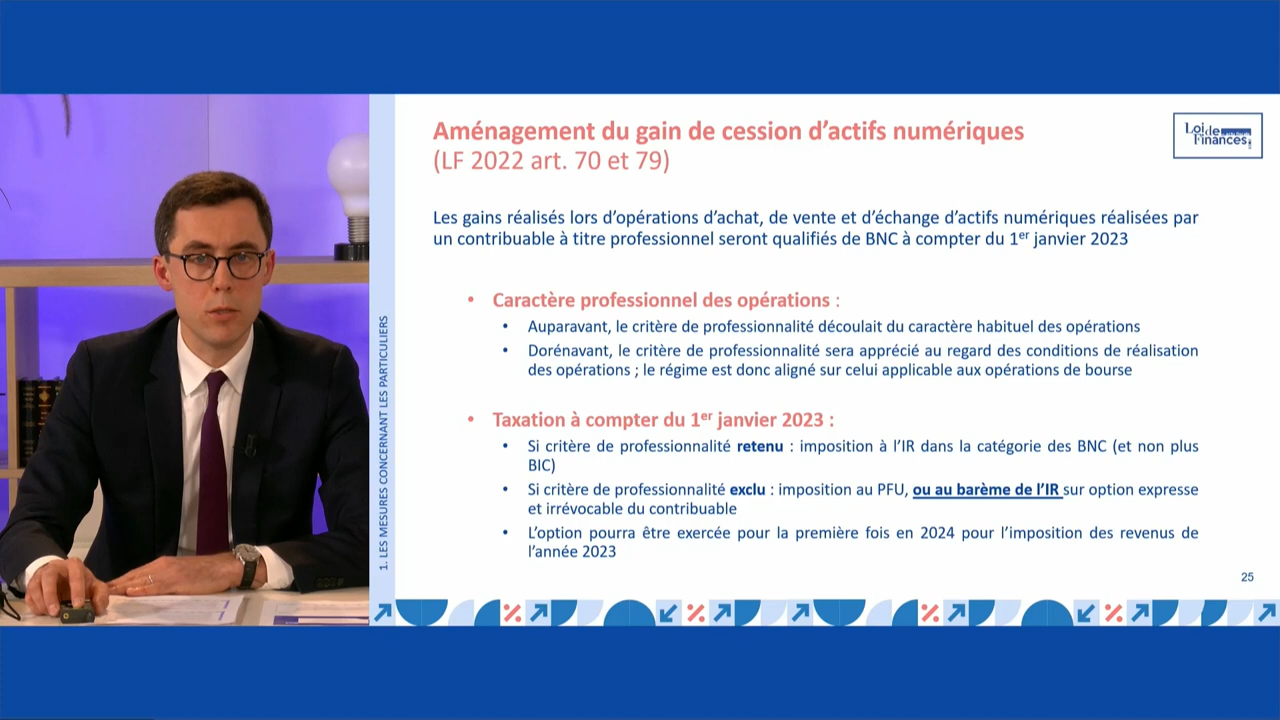 Aménagement du gain de cession d'actifs numériques
(LF 2022 art. 70 et 79)
Loi de
Finances
Les gains réalisés lors d'opérations d'achat, de vente et d'échange d'actifs numériques réalisées par
un contribuable à titre professionnel seront qualifiés de BNC à compter du 1er janvier 2023
• Caractère professionnel des opérations :
• Auparavant, le critère de professionnalité découlait du caractère habituel des opérations
• Dorénavant, le critère de professionnalité sera apprécié au regard des conditions de réalisation
des opérations ; le régime est donc aligné sur celui applicable aux opérations de bourse
• Taxation à compter du 1er janvier 2023 :
• Si critère de professionnalité retenu : imposition à l'IR dans la catégorie des BNC (et non plus
BIC)
• Si critère de professionnalité exclu : imposition au PFU, ou au barème de l'IR sur option expresse
et irrévocable du contribuable
• L'option pourra être exercée pour la première fois en 2024 pour l'imposition des revenus de
l'année 2023
25
1. LES MESURES CONCERNANT LES PARTICULIERS